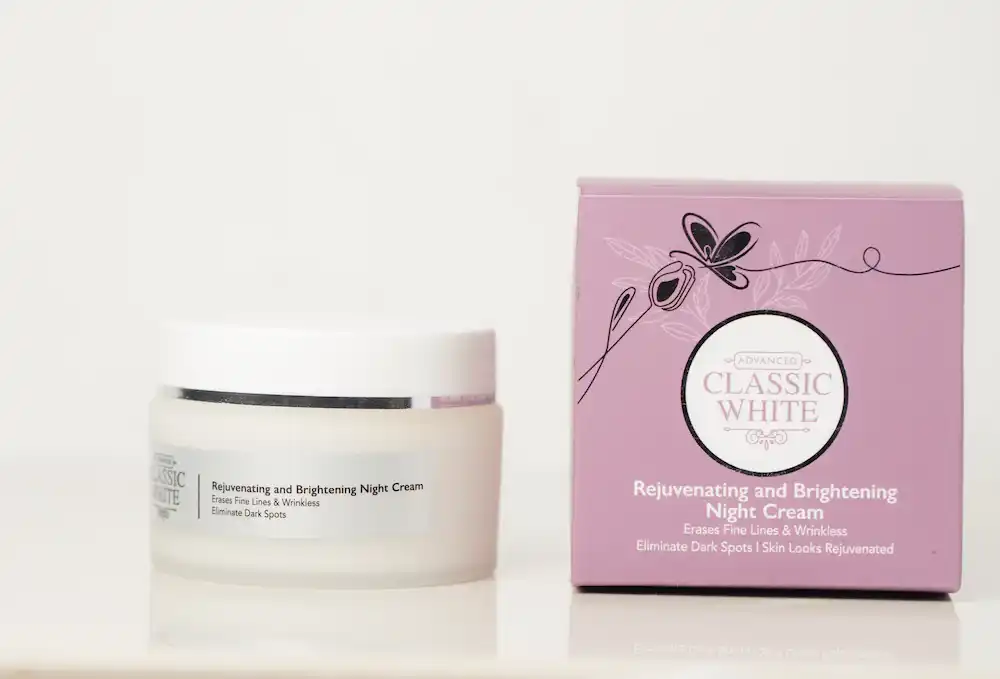 CLASSIC
WHITE
Rejuvenating and Brightening Night Cream
Erases Fine Lines & Wrinkless
Eliminate Dark Spots
ADVANCED
CLASSIC
WHITE
Rejuvenating and Brightening
Night Cream
Erases Fine Lines & Wrinkless
Eliminate Dark Spots | Skin Looks Rejuvenated